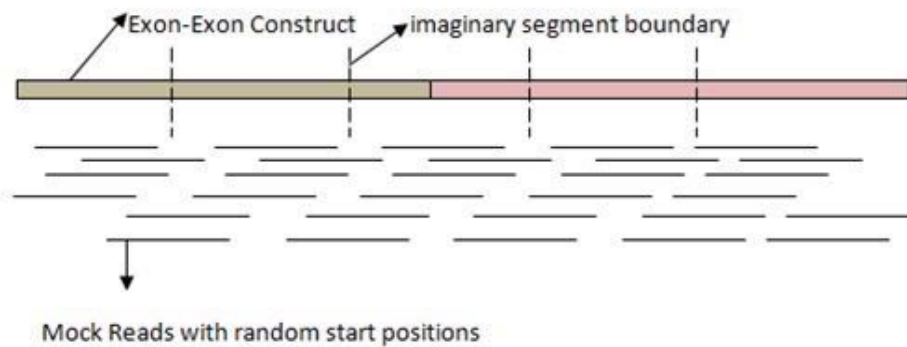 Exon-Exon Construct imaginary segment boundary
Mock Reads with random start positions